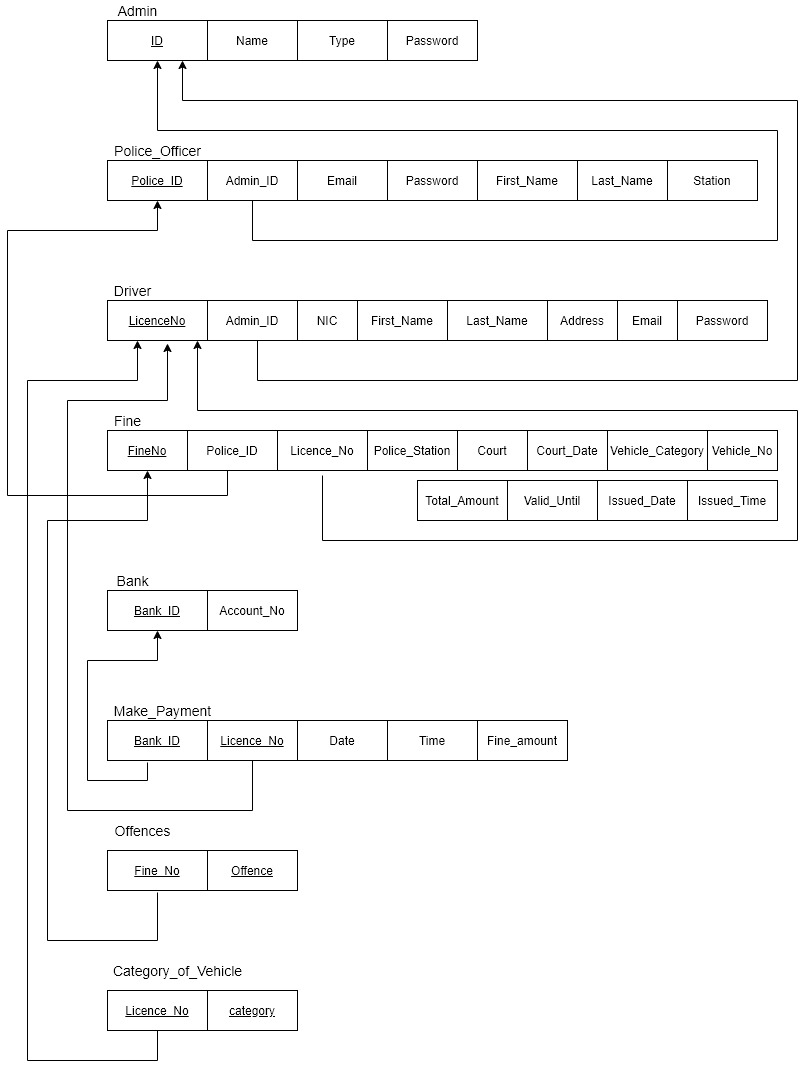 Admin
ID Name Type Password
Police_Officer
Police_ID Admin_ID Email Password First_Name Last_Name Station
Driver
LicenceNo Admin_ID NIC First_Name Last_Name Address Email Password
Fine
FineNo Police_ID Licence_No Police_Station Court Court_Date Vehicle_Category Vehicle_No
Total_Amount Valid_Until Issued_Date Issued_Time
Bank
Bank_ID Account_No
Make_Payment
Bank_ID Licence_No Date Time Fine_amount
Offences
Fine_No Offence
Category_of_Vehicle
Licence_No category